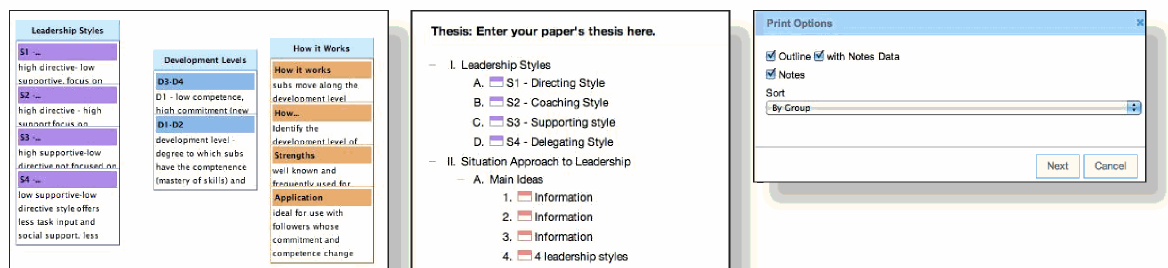 Leadership Styles
S1 -...
high directive- low
supportive. focus on
S2 -...
high directive - high
support focus on
S3 -...
high supportive-low
directive not focused on
S4 -...
low supportive-low
directive style offers
less task input and
social support. less
Development Levels
D3-D4
D1 - low competence,
high commitment (new
D1-D2
development level -
degree to which subs
have the comptenence
(mastery of skills) and
How it Works
How it works
subs move along the
development level
How...
Identify the
development level of
Strengths
well known and
frequently used for
Application
ideal for use with
followers whose
commitment and
competence change
Thesis: Enter your paper's thesis here.
– I. Leadership Styles
A. S1 - Directing Style
B. S2 - Coaching Style
C. S3 - Supporting style
D. S4 - Delegating Style
– II. Situation Approach to Leadership
– A. Main Ideas
1. Information
2. Information
3. Information
4. 4 leadership styles
Print Options
Outline with Notes Data
Notes
Sort
By Group
Next Cancel